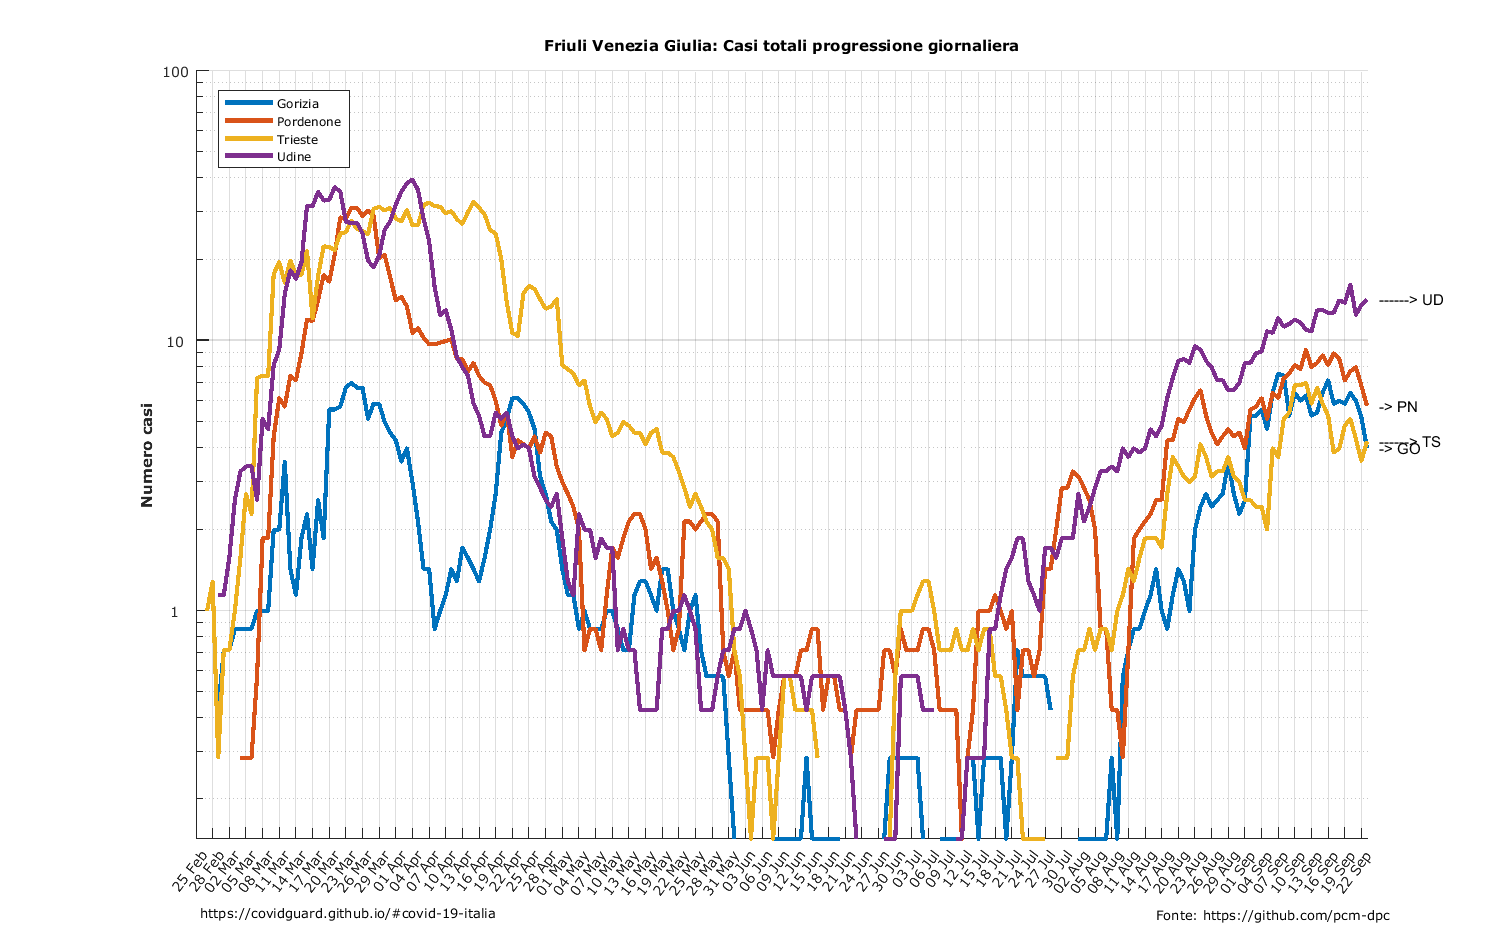 Friuli Venezia Giulia: Casi totali progressione giornaliera
100
10
1
Numero casi
Gorizia
Pordenone
Trieste
Udine
------> UD
-> PN
------> TS
-> GO
25 Feb
28 Feb
02 Mar
05 Mar
08 Mar
11 Mar
14 Mar
17 Mar
20 Mar
23 Mar
26 Mar
29 Mar
01 Apr
04 Apr
07 Apr
10 Apr
13 Apr
16 Apr
19 Apr
22 Apr
25 Apr
28 Apr
01 May
04 May
07 May
10 May
13 May
16 May
19 May
22 May
25 May
28 May
31 May
03 Jun
06 Jun
09 Jun
12 Jun
15 Jun
18 Jun
21 Jun
24 Jun
27 Jun
30 Jun
03 Jul
06 Jul
09 Jul
12 Jul
15 Jul
18 Jul
21 Jul
24 Jul
27 Jul
30 Jul
02 Aug
05 Aug
08 Aug
11 Aug
14 Aug
17 Aug
20 Aug
23 Aug
26 Aug
29 Aug
01 Sep
04 Sep
07 Sep
10 Sep
13 Sep
16 Sep
19 Sep
22 Sep
https://covidguard.github.io/#covid-19-italia
Fonte: https://github.com/pcm-dpc